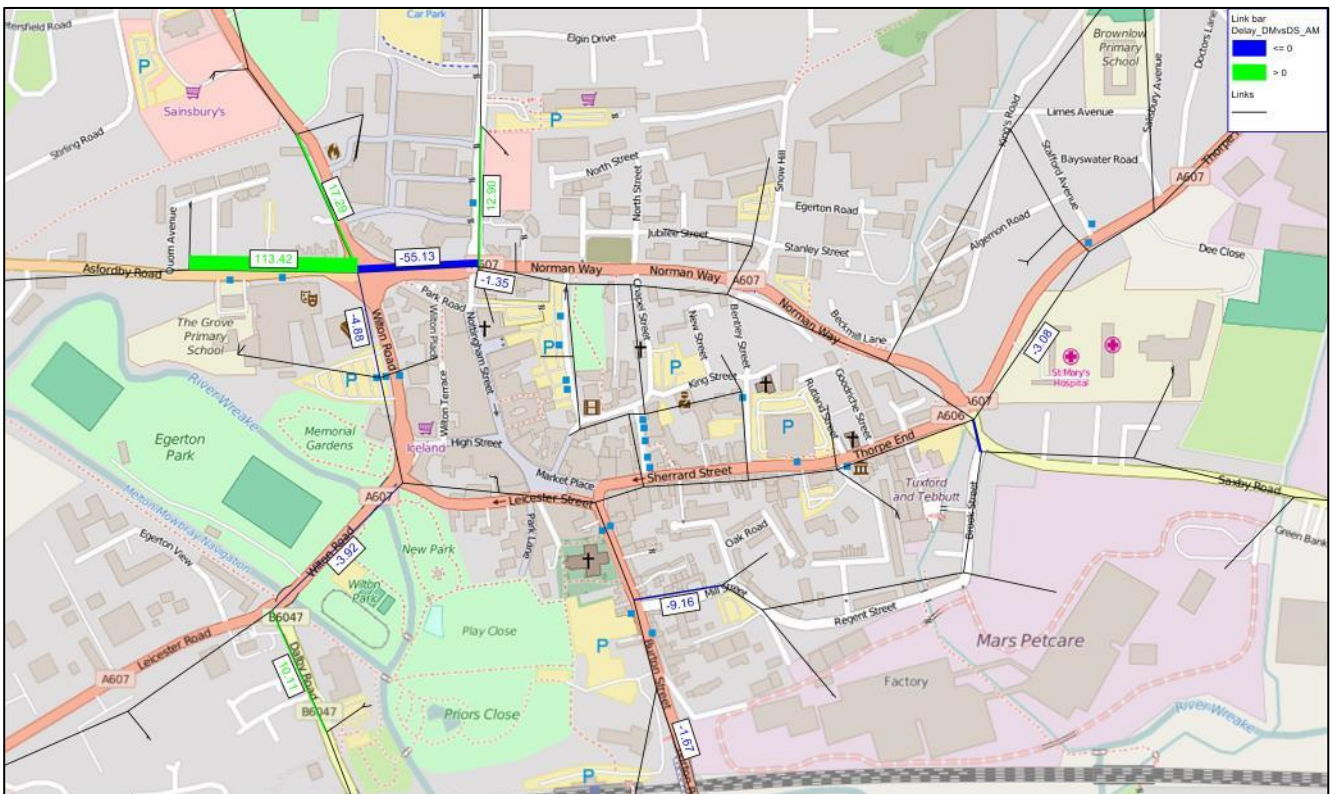 Link bar
Delay_DMvsDS_AM
<= 0
> 0
Links
Car Park
Elgin Drive
Brownlow
Primary
School
Doctors Lane
Salisbury Avenue
P
Sainsbury's
Stirling Road
King's Road
Limes Avenue
Stafford Avenue
Bayswater Road
A607
P
North Street
North Street
Snow Hill
Egerton Road
Algernon Road
Quorn Avenue
17.29
12.90
Jubilee Street
Stanley Street
Dee Close
113.42
-55.13
Asfordby Road
Norman Way
Norman Way
A607
-1.35
Norman Way
Beckmill Lane
The Grove
Primary
School
Park Road
-4.88
Wilton Road
Wilton Place
Nottingham Street
Chapel Street
New Street
Bentley Street
-3.08
St Mary's
Hospital
P
P
P
King Street
Rutland Street
Goodriche Street
A607
A606
River Wreake
Egerton
Park
Memorial
Gardens
Iceland
Wilton Terrace
High Street
P
Thorpe End
Market Place
Sherrard Street
Tuxford
and Tebbutt
Saxby Road
A607
Leicester Street
Melton Mowbray Navigation
Egerton View
Wilton Road
-3.92
New Park
Park Lane
Oak Road
Brook Street
Green Bank
Wilton
Park
Play Close
-9.16
Mill Street
Regent Street
B6047
Leicester Road
A607
Dalby Road
10.11
B6047
Priors Close
P
Burton Street
Mars Petcare
Factory
River Wreake
-1.67
P